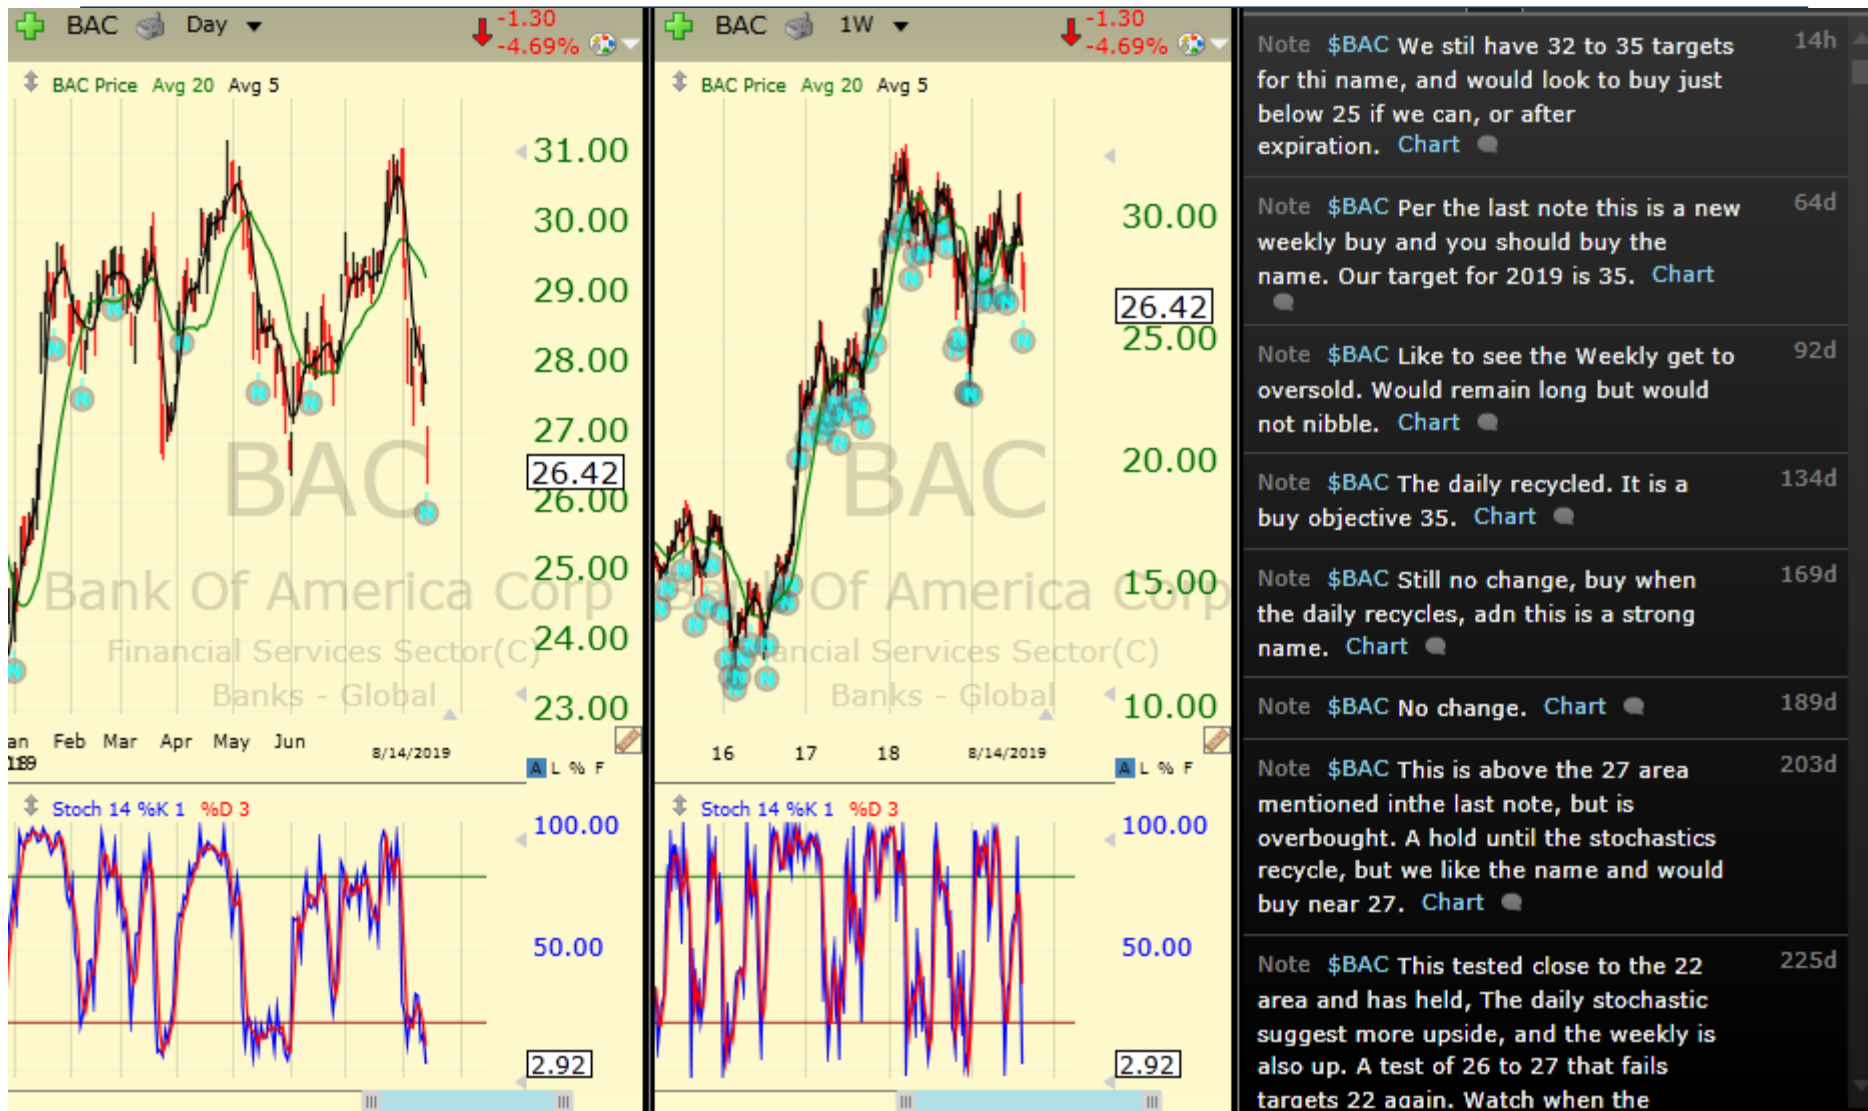 BAC Day
-1.30
-4.69%
BAC Price Avg 20 Avg 5
31.00
30.00
29.00
28.00
27.00
26.42
26.00
25.00
24.00
23.00
BAC
Bank Of America Corp
Financial Services Sector(C)
Banks - Global
an Feb Mar Apr May Jun 8/14/2019
A L % F
Stoch 14 %K 1 %D 3
100.00
50.00
2.92
BAC 1W
-1.30
-4.69%
BAC Price Avg 20 Avg 5
30.00
26.42
25.00
20.00
15.00
10.00
BAC
Of America Corp
ancial Services Sector(C)
Banks - Global
16 17 18 8/14/2019
A L % F
Stoch 14 %K 1 %D 3
100.00
50.00
2.92
Note $BAC We stil have 32 to 35 targets 14h
for thi name, and would look to buy just
below 25 if we can, or after
expiration. Chart
Note $BAC Per the last note this is a new 64d
weekly buy and you should buy the
name. Our target for 2019 is 35. Chart
Note $BAC Like to see the Weekly get to 92d
oversold. Would remain long but would
not nibble. Chart
Note $BAC The daily recycled. It is a 134d
buy objective 35. Chart
Note $BAC Still no change, buy when 169d
the daily recycles, adn this is a strong
name. Chart
Note $BAC No change. Chart 189d
Note $BAC This is above the 27 area 203d
mentioned inthe last note, but is
overbought. A hold until the stochastics
recycle, but we like the name and would
buy near 27. Chart
Note $BAC This tested close to the 22 225d
area and has held, The daily stochastic
suggest more upside, and the weekly is
also up. A test of 26 to 27 that fails
targets 22 again. Watch when the